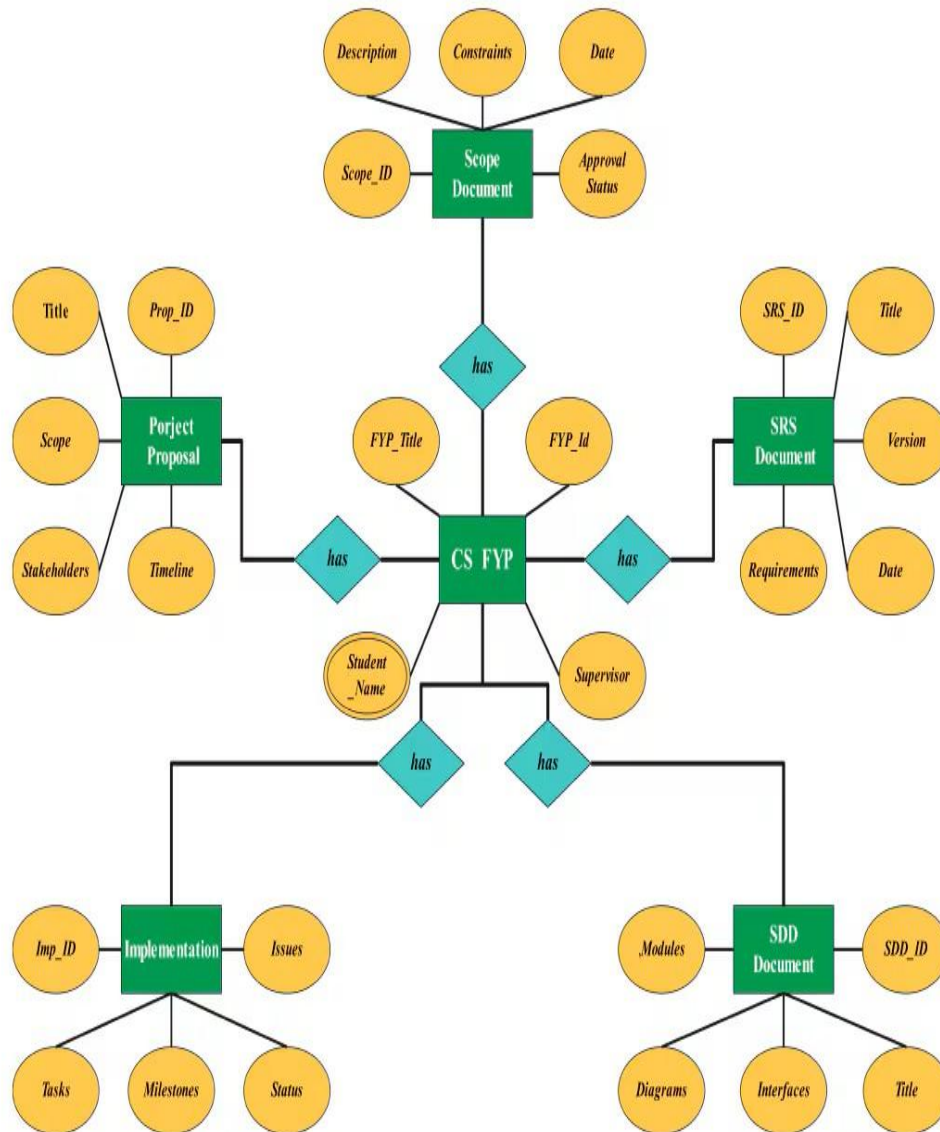 Description
Constraints
Date
Scope_ID
Scope
Document
Approval
Status
Title
Prop_ID
has
SRS_ID
Title
Scope
Porject
Proposal
FYP_Title
FYP_Id
SRS
Document
Version
Stakeholders
Timeline
has
CS FYP
has
Requirements
Date
Student
_Name
Supervisor
has
has
Imp_ID
Implementation
Issues
,Modules
SDD
Document
SDD_ID
Tasks
Milestones
Status
Diagrams
Interfaces
Title